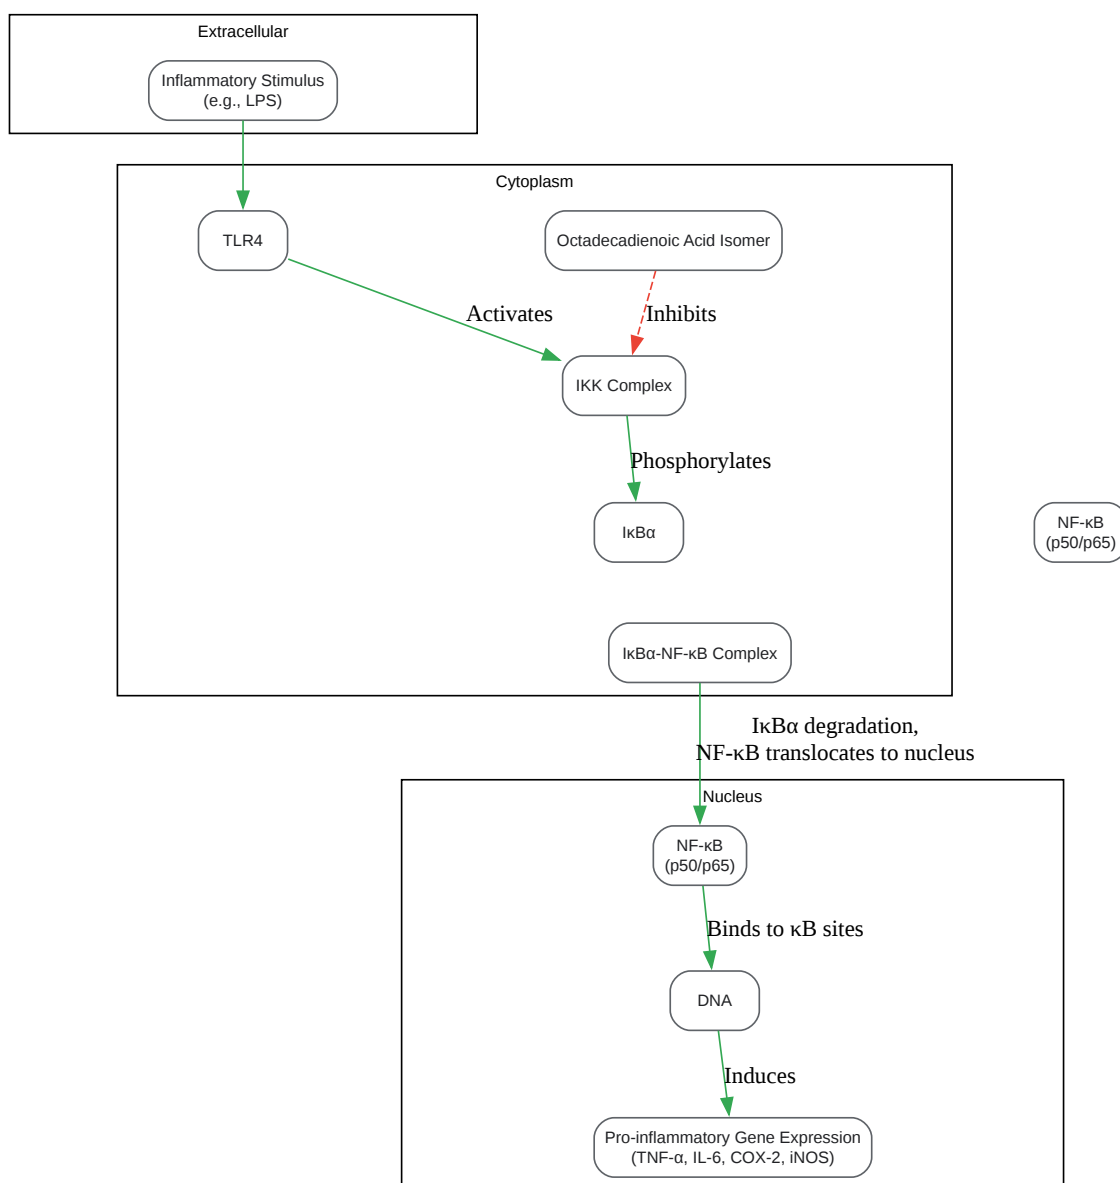 Extracellular
Inflammatory Stimulus
(e.g., LPS)
Cytoplasm
TLR4
Octadecadienoic Acid Isomer
Activates
Inhibits
IKK Complex
Phosphorylates
IκBα
NF-κB
(p50/p65)
IκBα-NF-κB Complex
IκBα degradation,
NF-κB translocates to nucleus
Nucleus
NF-κB
(p50/p65)
Binds to κB sites
DNA
Induces
Pro-inflammatory Gene Expression
(TNF-α, IL-6, COX-2, iNOS)